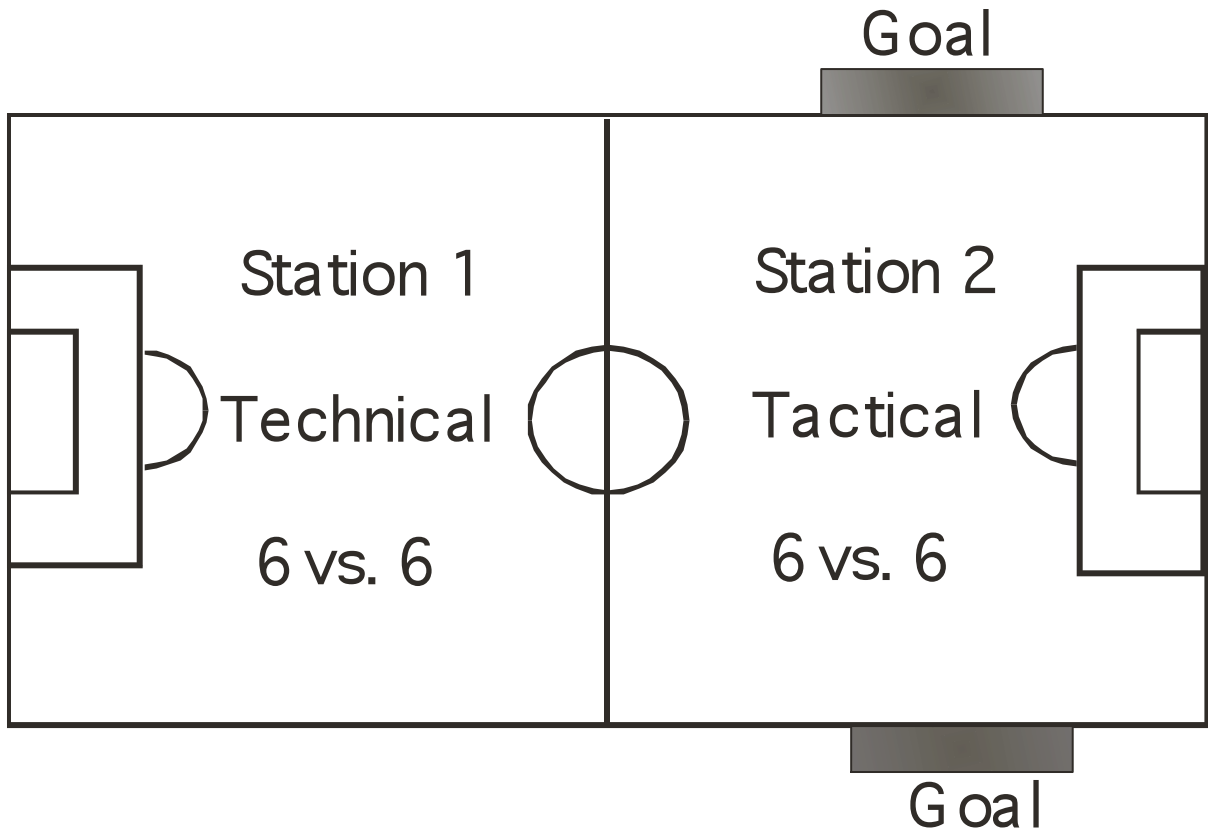 Goal
Station 1
Technical
6 vs. 6
Station 2
Tactical
6 vs. 6
Goal